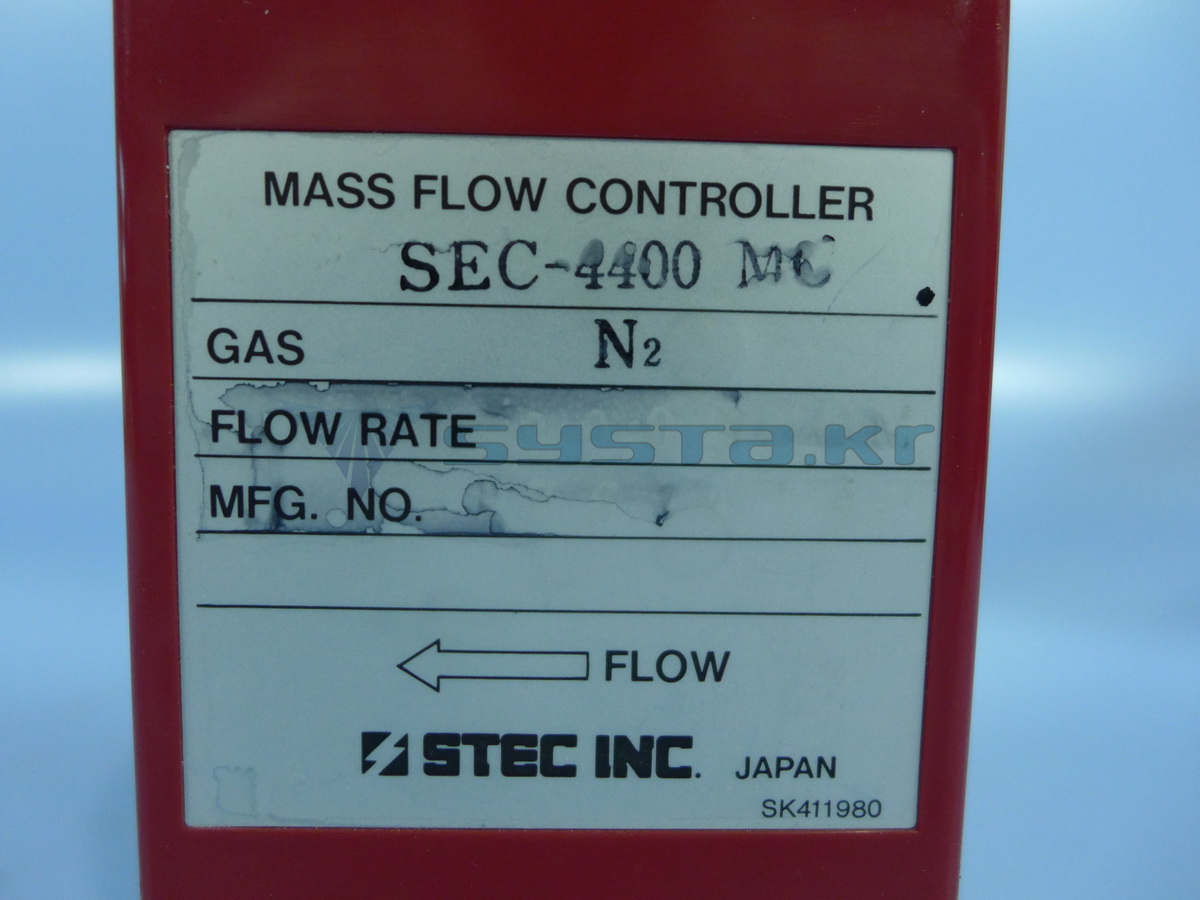 MASS FLOW CONTROLLER
SEC-4400 MC
GAS N2
FLOW RATE
systa.kr
MFG. NO.
FLOW
STEC INC. JAPAN
SK411980